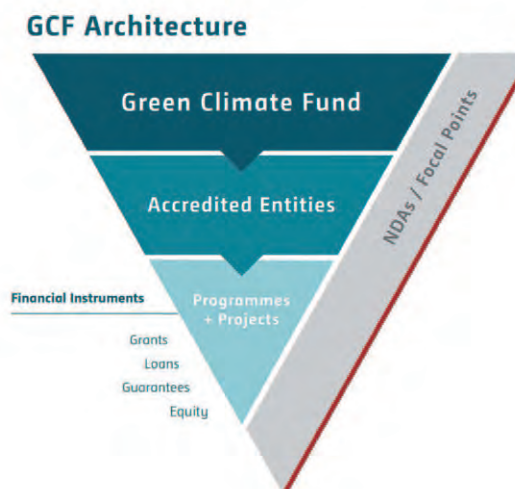 GCF Architecture
Green Climate Fund
Accredited Entities
Programmes
+ Projects
NDAs / Focal Points
Financial Instruments
Grants
Loans
Guarantees
Equity